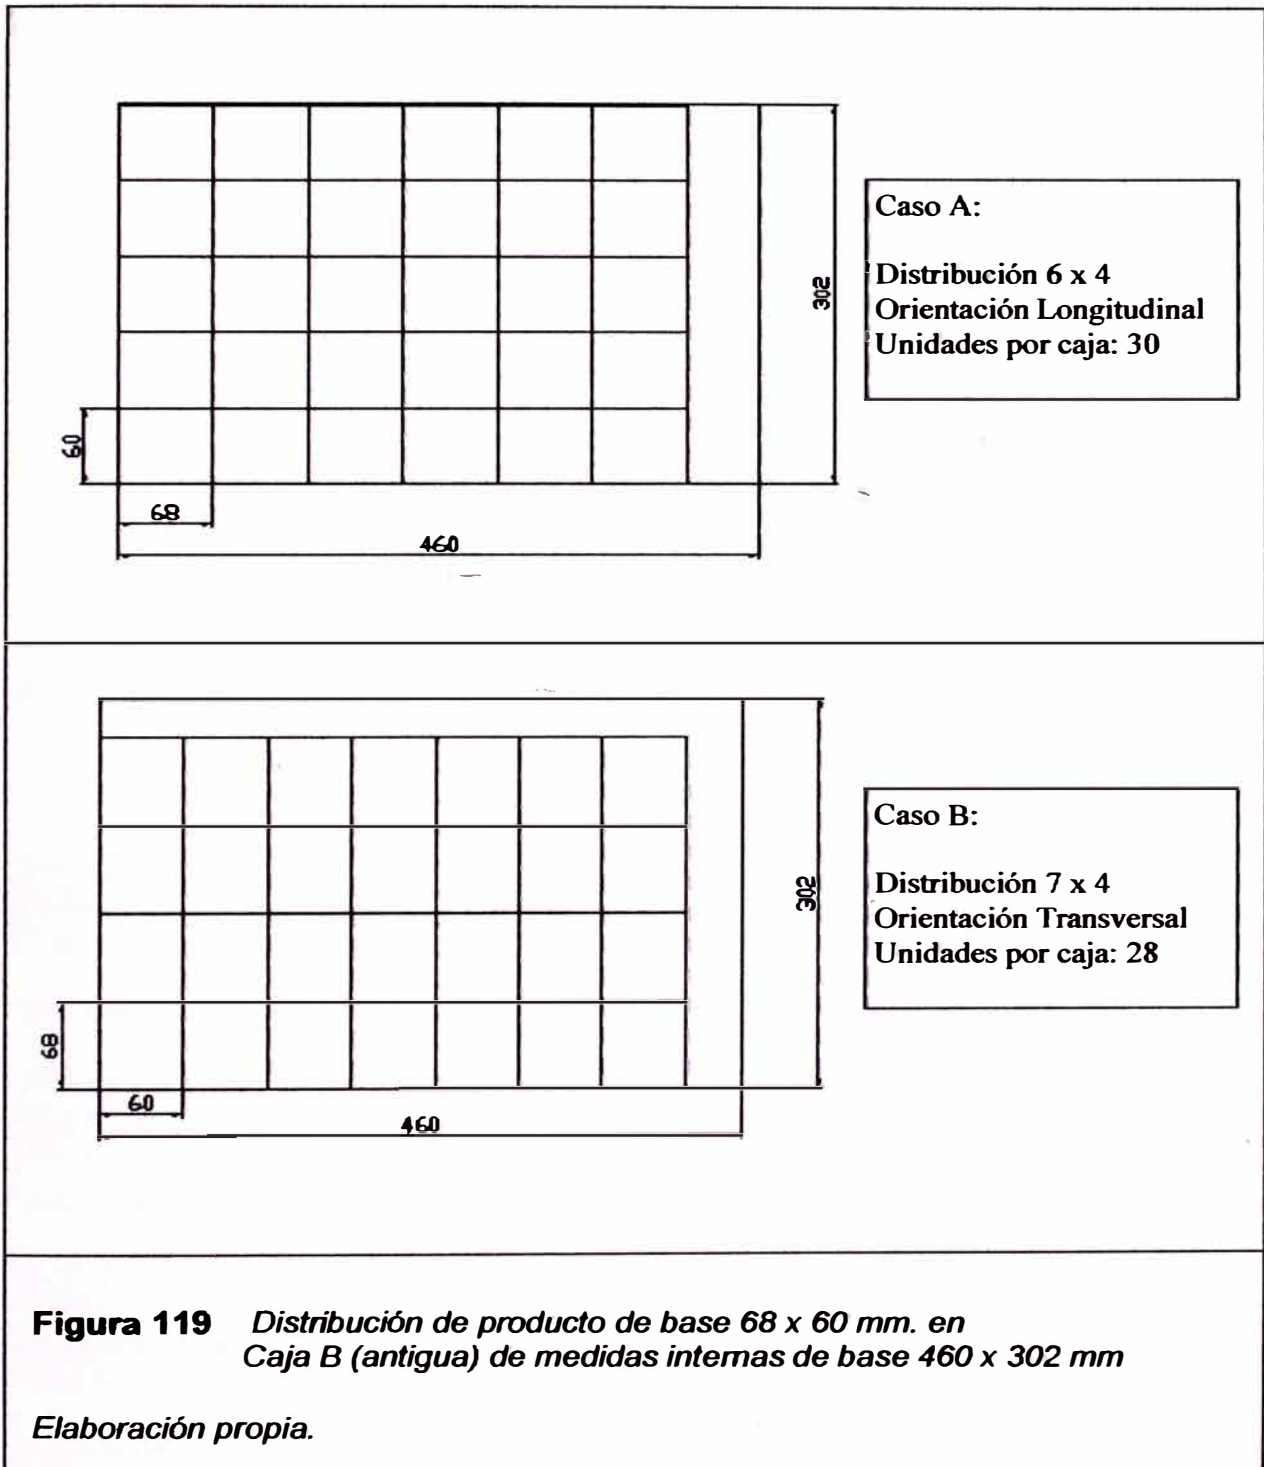 302
60
68
460
Caso A:
Distribución 6 x 4
Orientación Longitudinal
Unidades por caja: 30
302
68
60
460
Caso B:
Distribución 7 x 4
Orientación Transversal
Unidades por caja: 28
Figura 119 Distribución de producto de base 68 x 60 mm. en
Caja B (antigua) de medidas internas de base 460 x 302 mm
Elaboración propia.